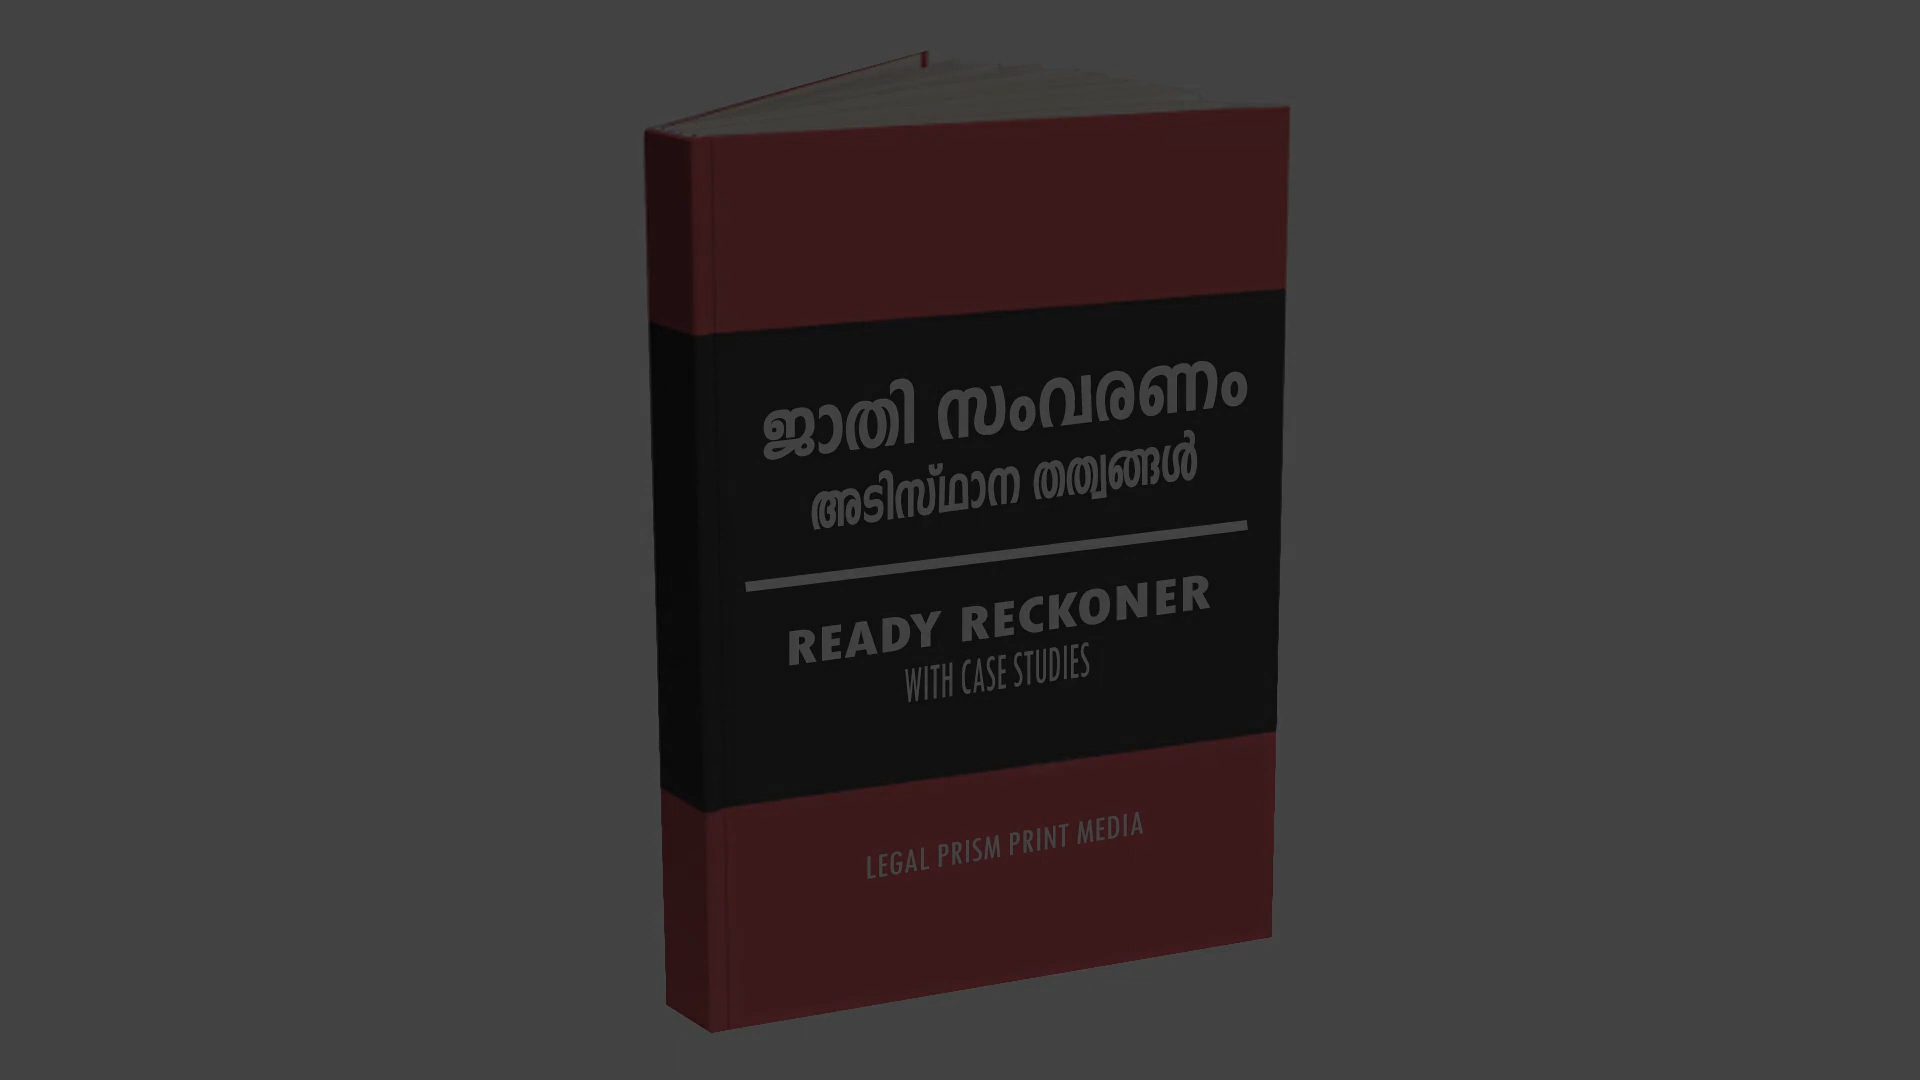 ജാതി സംവരണം
അടിസ്ഥാന തത്വങ്ങൾ
READY RECKONER
WITH CASE STUDIES
LEGAL PRISM PRINT MEDIA